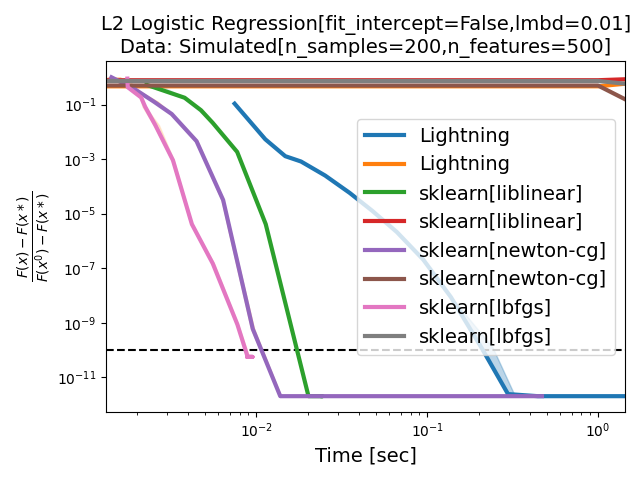 L2 Logistic Regression[fit_intercept=False,lmbd=0.01]
Data: Simulated[n_samples=200,n_features=500]
F(x) − F(x*)
F(x⁰) − F(x*)
10⁻¹
10⁻³
10⁻⁵
10⁻⁷
10⁻⁹
10⁻¹¹
Lightning
Lightning
sklearn[liblinear]
sklearn[liblinear]
sklearn[newton-cg]
sklearn[newton-cg]
sklearn[lbfgs]
sklearn[lbfgs]
10⁻² 10⁻¹ 10⁰
Time [sec]